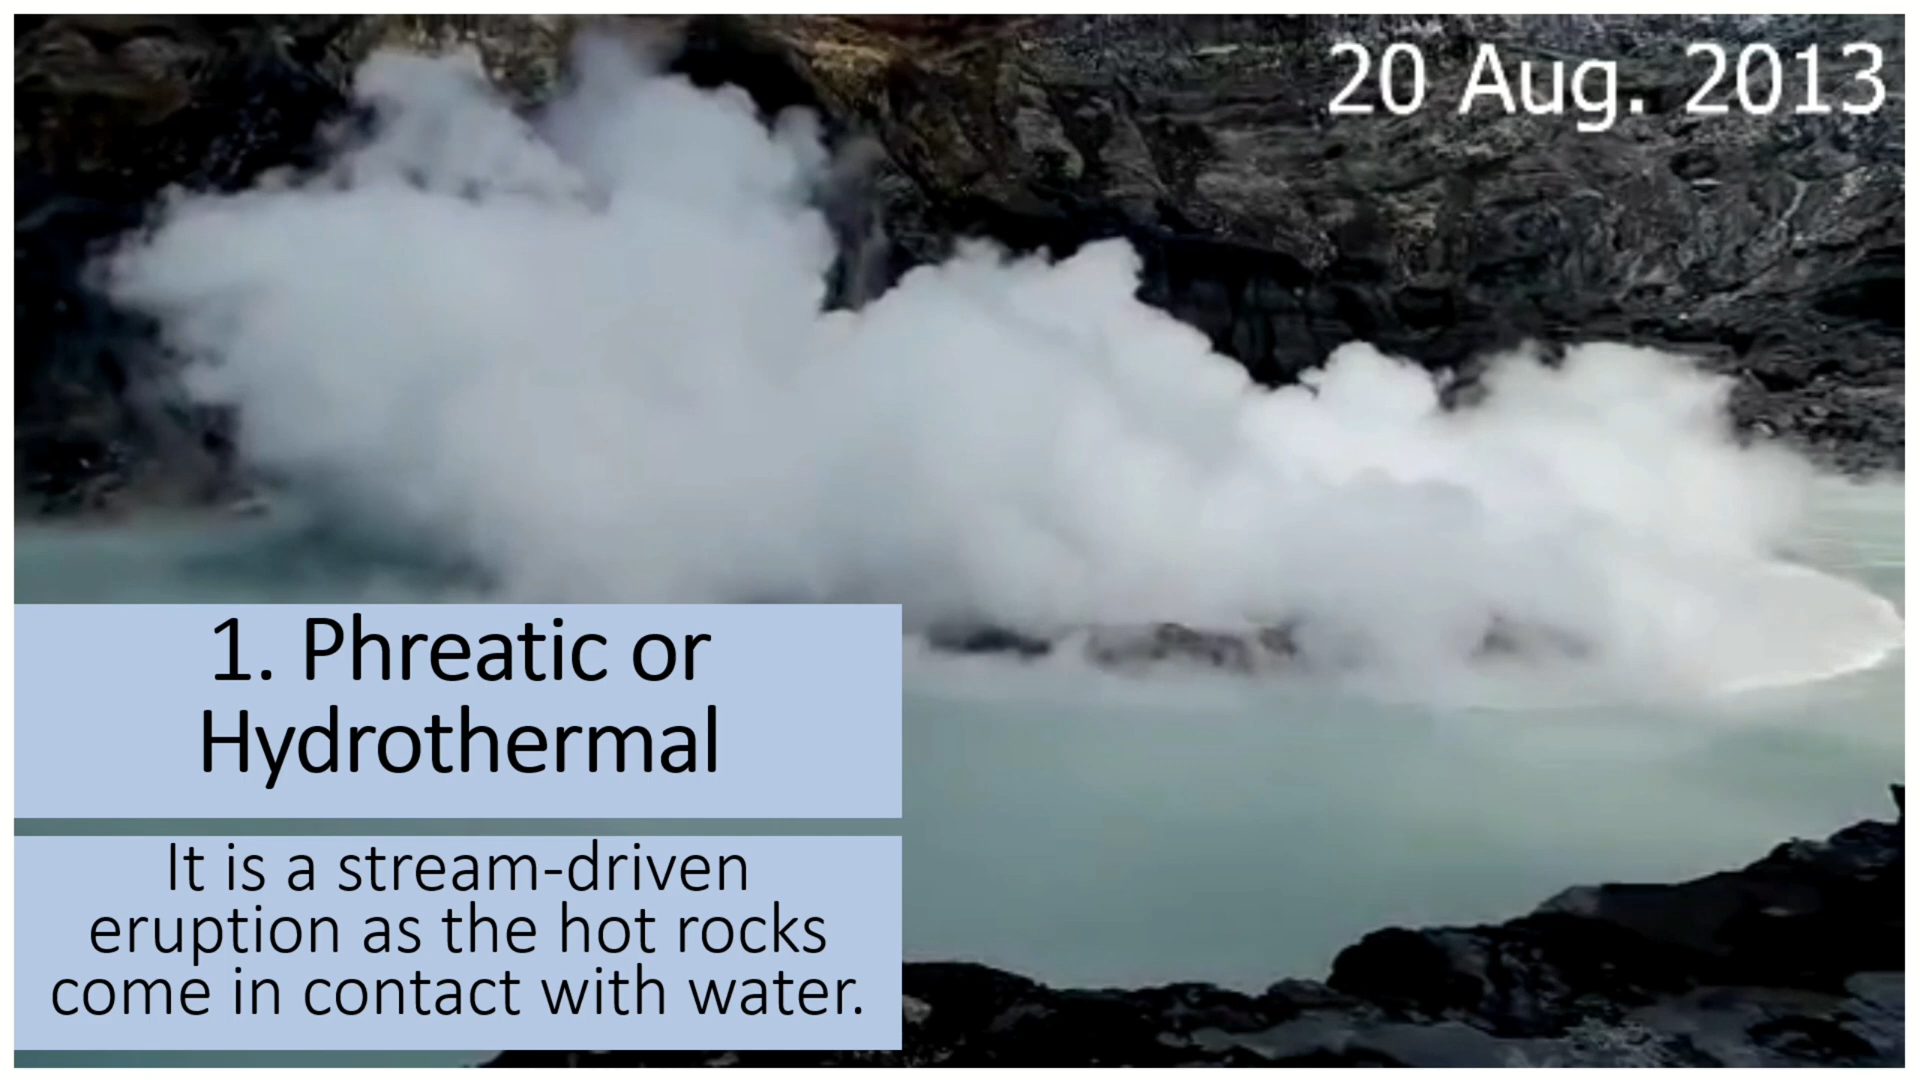 20 Aug. 2013
1. Phreatic or
Hydrothermal
It is a stream-driven
eruption as the hot rocks
come in contact with water.